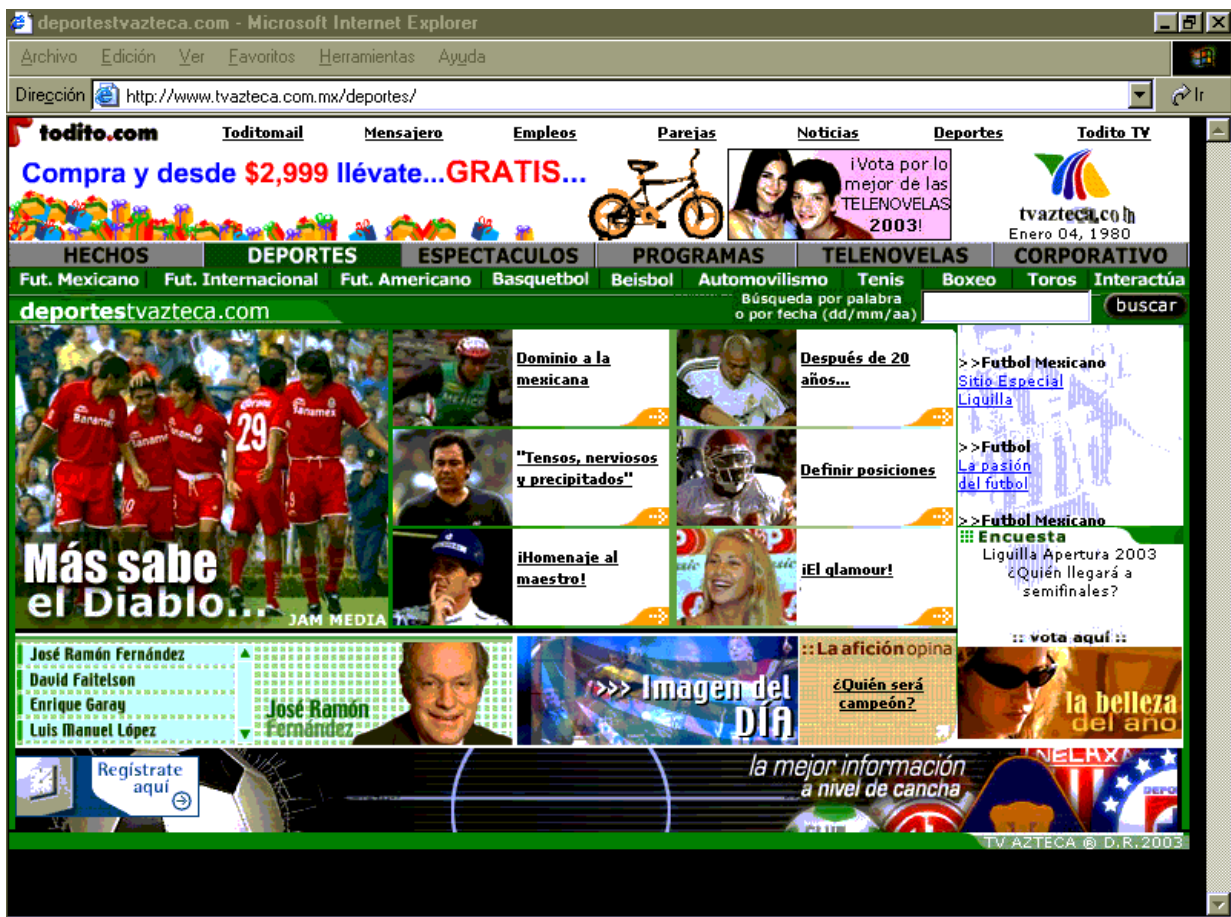 deportestvazteca.com - Microsoft Internet Explorer
Archivo Edición Ver Favoritos Herramientas Ayuda
Dirección http://www.tvazteca.com.mx/deportes/ Ir
todito.com Toditomail Mensajero Empleos Parejas Noticias Deportes Todito TV
Compra y desde $2,999 llévate...GRATIS...
¡Vota por lo
mejor de las
TELENOVELAS
2003!
tvazteca.com
Enero 04, 1980
HECHOS DEPORTES ESPECTACULOS PROGRAMAS TELENOVELAS CORPORATIVO
Fut. Mexicano Fut. Internacional Fut. Americano Basquetbol Beisbol Automovilismo Tenis Boxeo Toros Interactúa
deportestvazteca.com
Búsqueda por palabra
o por fecha (dd/mm/aa)
buscar
Banamex
29
Más sabe
el Diablo...
JAM MEDIA
MEXICO
Dominio a la
mexicana
Después de 20
años...
"Tensos, nerviosos
y precipitados"
Definir posiciones
¡Homenaje al
maestro!
¡El glamour!
>>Futbol Mexicano
Sitio Especial
Liguilla
>>Futbol
La pasión
del futbol
>>Futbol Mexicano
Encuesta
Liguilla Apertura 2003
¿Quién llegará a
semifinales?
:: vota aquí ::
José Ramón Fernández
David Faitelson
Enrique Garay
Luis Manuel López
José Ramón
Fernández
>>> Imagen del
DÍA
::La afición opina
¿Quién será
campeón?
la belleza
del año
Regístrate
aquí
la mejor información
a nivel de cancha
CLUB
NELAXA
DEPO
TV AZTECA ® D.R.2003